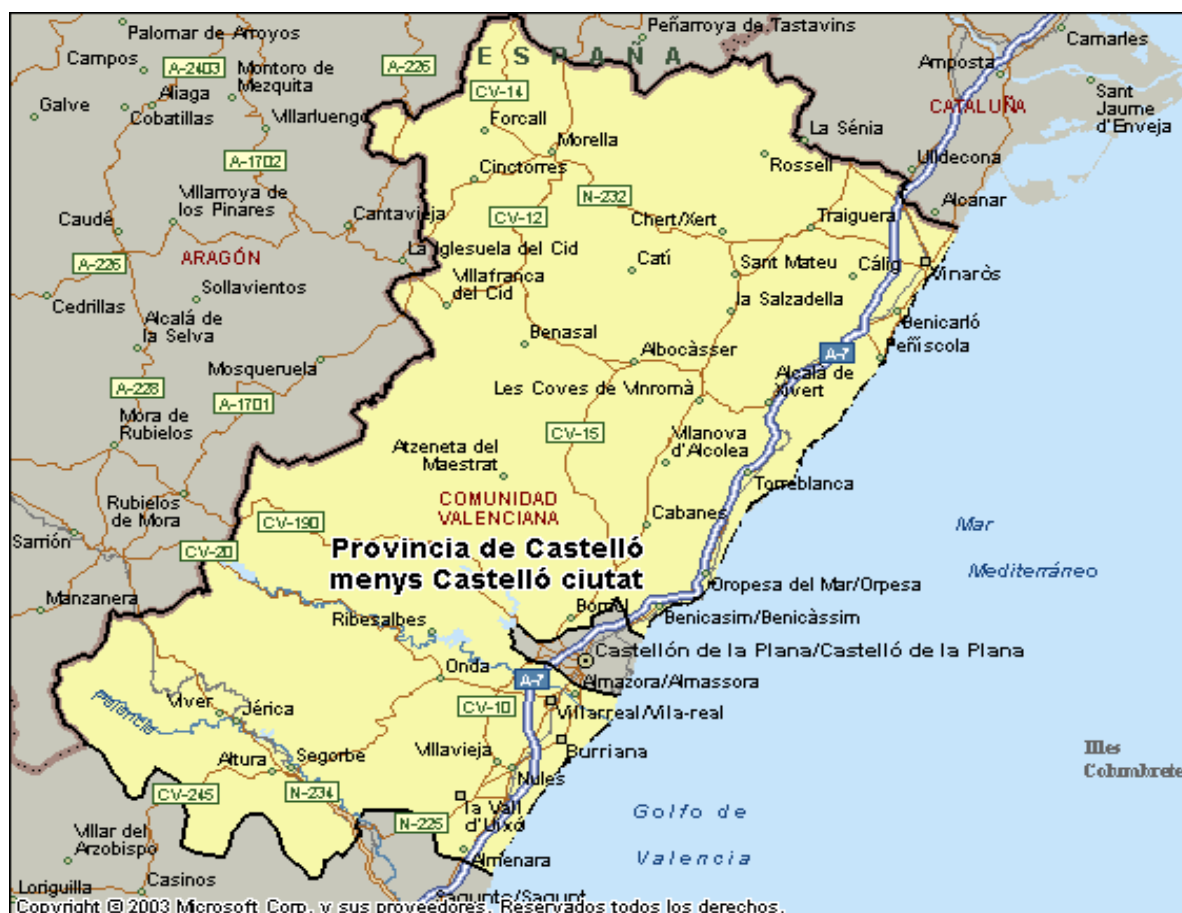 Palomar de Arroyos
Peñarroya de Tastavins
Camarles
ESPAÑA
Campos
A-2403
A-226
Amposta
Montoro de
Mezquita
CV-14
Galve
Aliaga
Cobatillas
CATALUÑA
Sant
Jaume
d'Enveja
Villarluengo
Forcall
Morella
La Sénia
A-1702
Rossell
Ulldecona
Cinctorres
Villarroya de
los Pinares
N-232
Alcanar
Caudé
Cantavieja
CV-12
Chert/Xert
Traiguera
ARAGÓN
La Iglesuela del Cid
A-226
Catí
Sant Mateu
Càlig
Vinaròs
Villafranca
del Cid
Sollavientos
Cedrillas
la Salzadella
Alcalá de
la Selva
Benicarló
Benasal
Peñíscola
Albocàsser
A-7
Mosqueruela
Alcalà de
Xivert
A-228
Les Coves de Vinromà
A-1701
Mora de
Rubielos
CV-15
Vilanova
d'Alcolea
Atzeneta del
Maestrat
Torreblanca
Rubielos
de Mora
COMUNIDAD
VALENCIANA
Cabanes
CV-190
Mar
Mediterráneo
Sarrión
CV-20
Provincia de Castelló
menys Castelló ciutat
Oropesa del Mar/Orpesa
Manzanera
Borriol
Benicasim/Benicàssim
Ribesalbes
Castellón de la Plana/Castelló de la Plana
Onda
A-7
Almazora/Almassora
Palancia
Viver
Jérica
CV-10
Villarreal/Vila-real
Villavieja
Burriana
Illes
Columbrete
Altura
Segorbe
Nules
CV-245
N-234
la Vall
d'Uixó
Golfo de
Valencia
N-225
Villar del
Arzobispo
Almenara
Loriguilla
Casinos
Sagunto/Sagunt
Copyright © 2003 Microsoft Corp. y sus proveedores. Reservados todos los derechos.